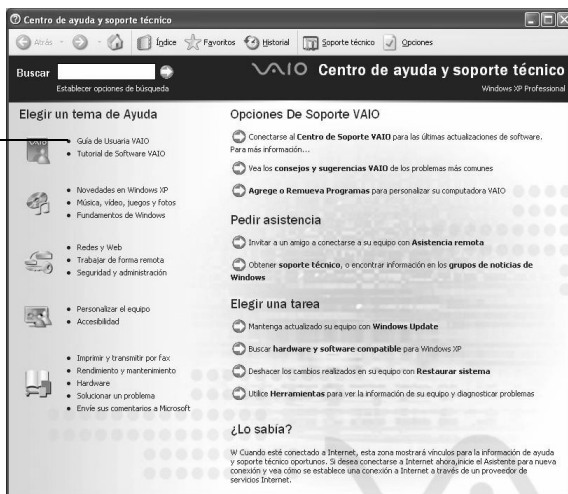 Centro de ayuda y soporte técnico
Atrás
Índice
Favoritos
Historial
Soporte técnico
Opciones
Buscar
Establecer opciones de búsqueda
VAIO Centro de ayuda y soporte técnico
Windows XP Professional
Elegir un tema de Ayuda
VAIO
• Guía de Usuaria VAIO
• Tutorial de Software VAIO
• Novedades en Windows XP
• Música, vídeo, juegos y fotos
• Fundamentos de Windows
• Redes y Web
• Trabajar de forma remota
• Seguridad y administración
• Personalizar el equipo
• Accesibilidad
• Imprimir y transmitir por fax
• Rendimiento y mantenimiento
• Hardware
• Solucionar un problema
• Envíe sus comentarios a Microsoft
Opciones De Soporte VAIO
Conectarse al Centro de Soporte VAIO para las últimas actualizaciones de software.
Para más información...
Vea los consejos y sugerencias VAIO de los problemas más comunes
Agrege o Remueva Programas para personalizar su computadora VAIO
Pedir asistencia
Invitar a un amigo a conectarse a su equipo con Asistencia remota
Obtener soporte técnico, o encontrar información en los grupos de noticias de
Windows
Elegir una tarea
Mantenga actualizado su equipo con Windows Update
Buscar hardware y software compatible para Windows XP
Deshacer los cambios realizados en su equipo con Restaurar sistema
Utilice Herramientas para ver la información de su equipo y diagnosticar problemas
¿Lo sabía?
W Cuando esté conectado a Internet, esta zona mostrará vínculos para la información de ayuda
y soporte técnico oportunos. Si desea conectarse a Internet ahora,inicie el Asistente para nueva
conexión y vea cómo se establece una conexión a Internet a través de un proveedor de
servicios Internet.